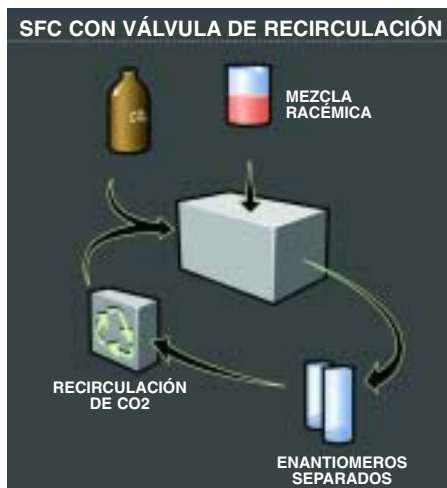 SFC CON VÁLVULA DE RECIRCULACIÓN
MEZCLA
RACÉMICA
RECIRCULACIÓN
DE CO2
ENANTIOMEROS
SEPARADOS